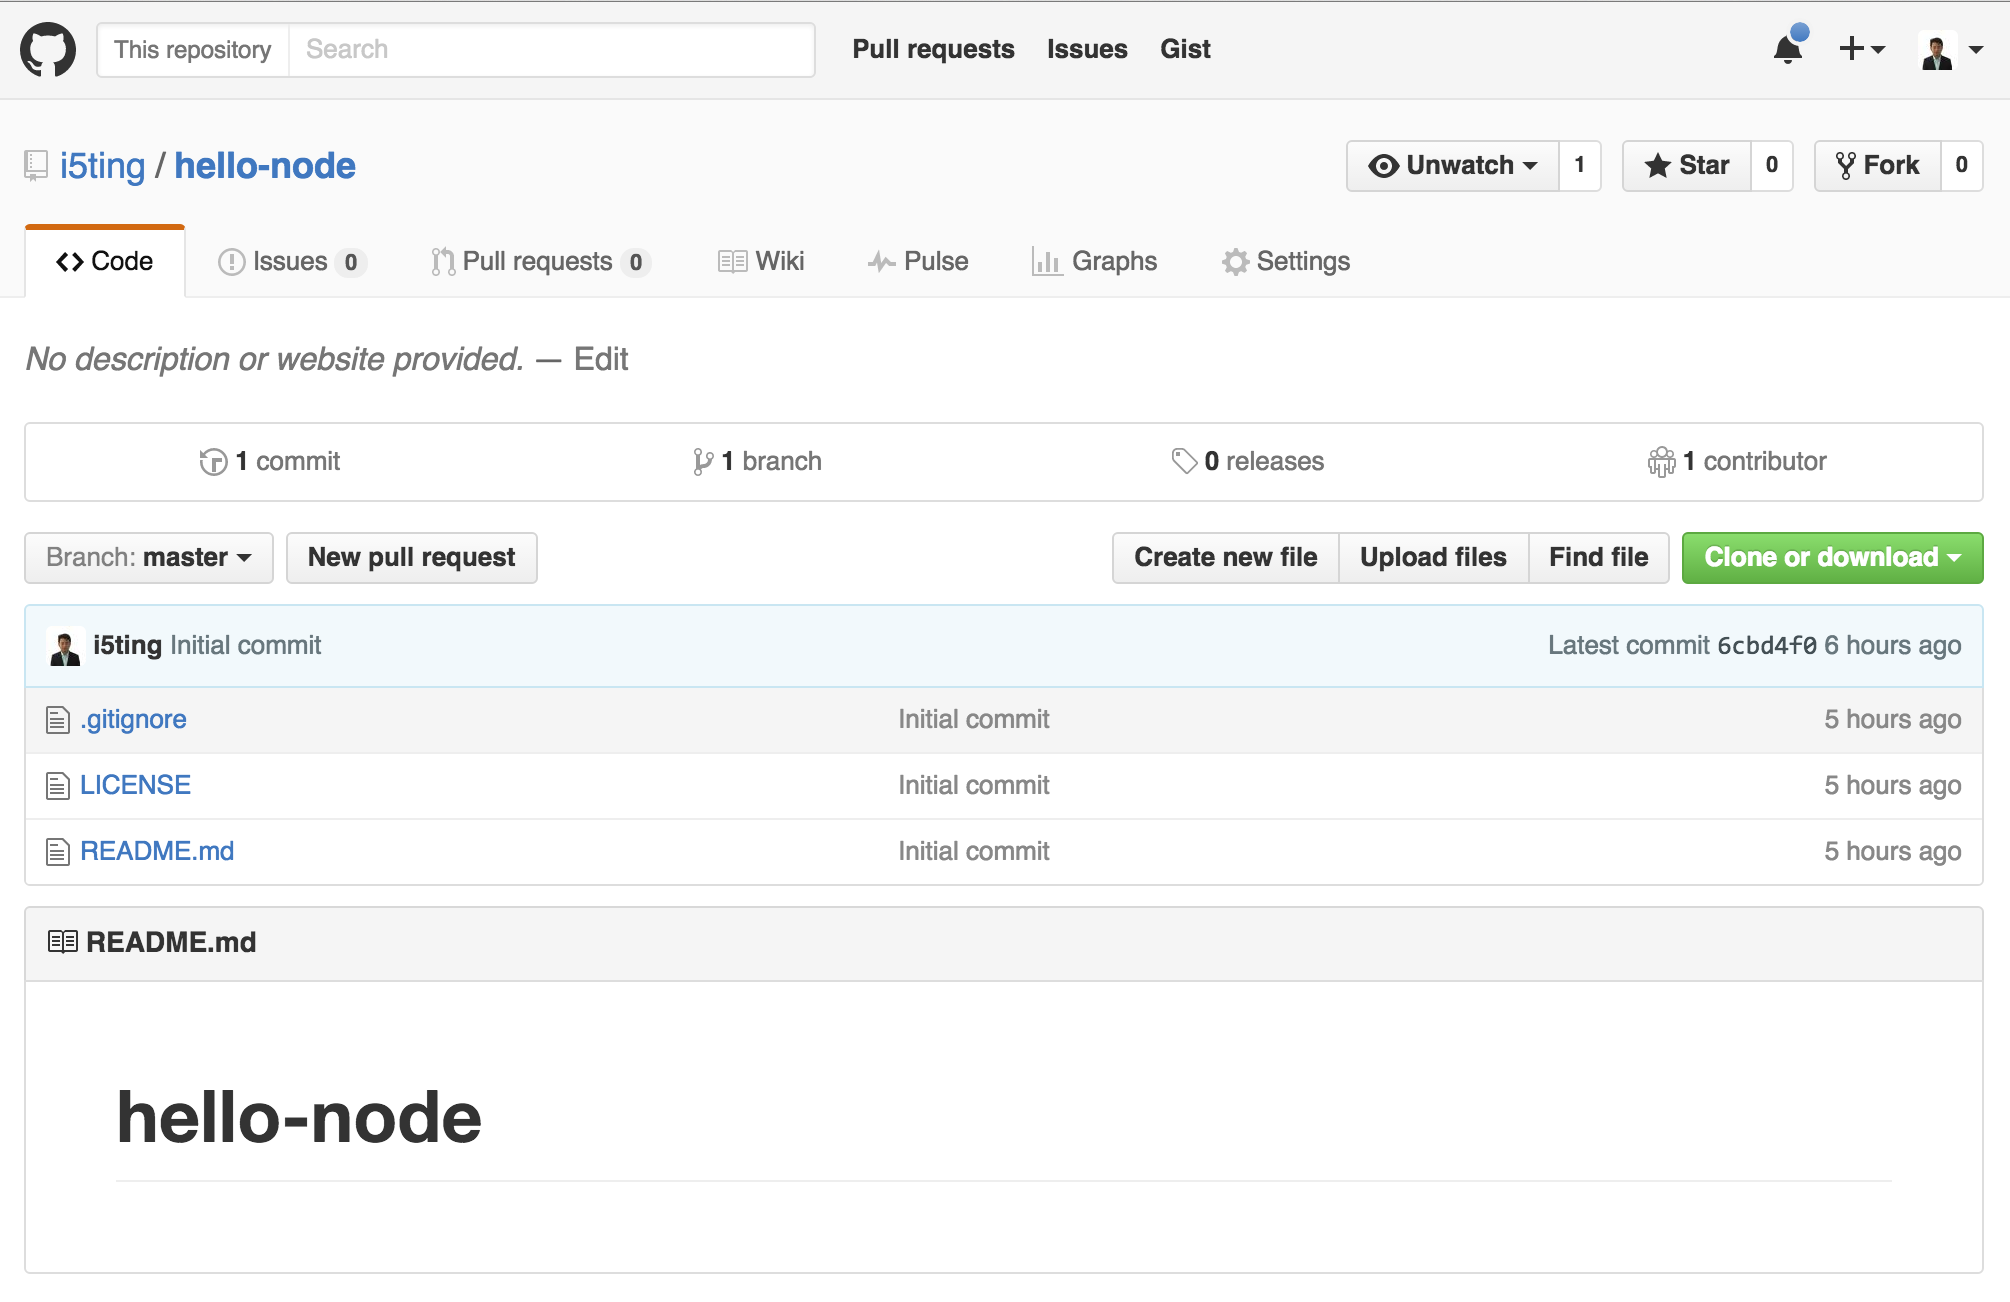 This repository Search Pull requests Issues Gist
i5ting / hello-node Unwatch 1 Star 0 Fork 0
Code Issues 0 Pull requests 0 Wiki Pulse Graphs Settings
No description or website provided. — Edit
1 commit 1 branch 0 releases 1 contributor
Branch: master New pull request Create new file Upload files Find file Clone or download
i5ting Initial commit Latest commit 6cbd4f0 6 hours ago
.gitignore Initial commit 5 hours ago
LICENSE Initial commit 5 hours ago
README.md Initial commit 5 hours ago
README.md
hello-node